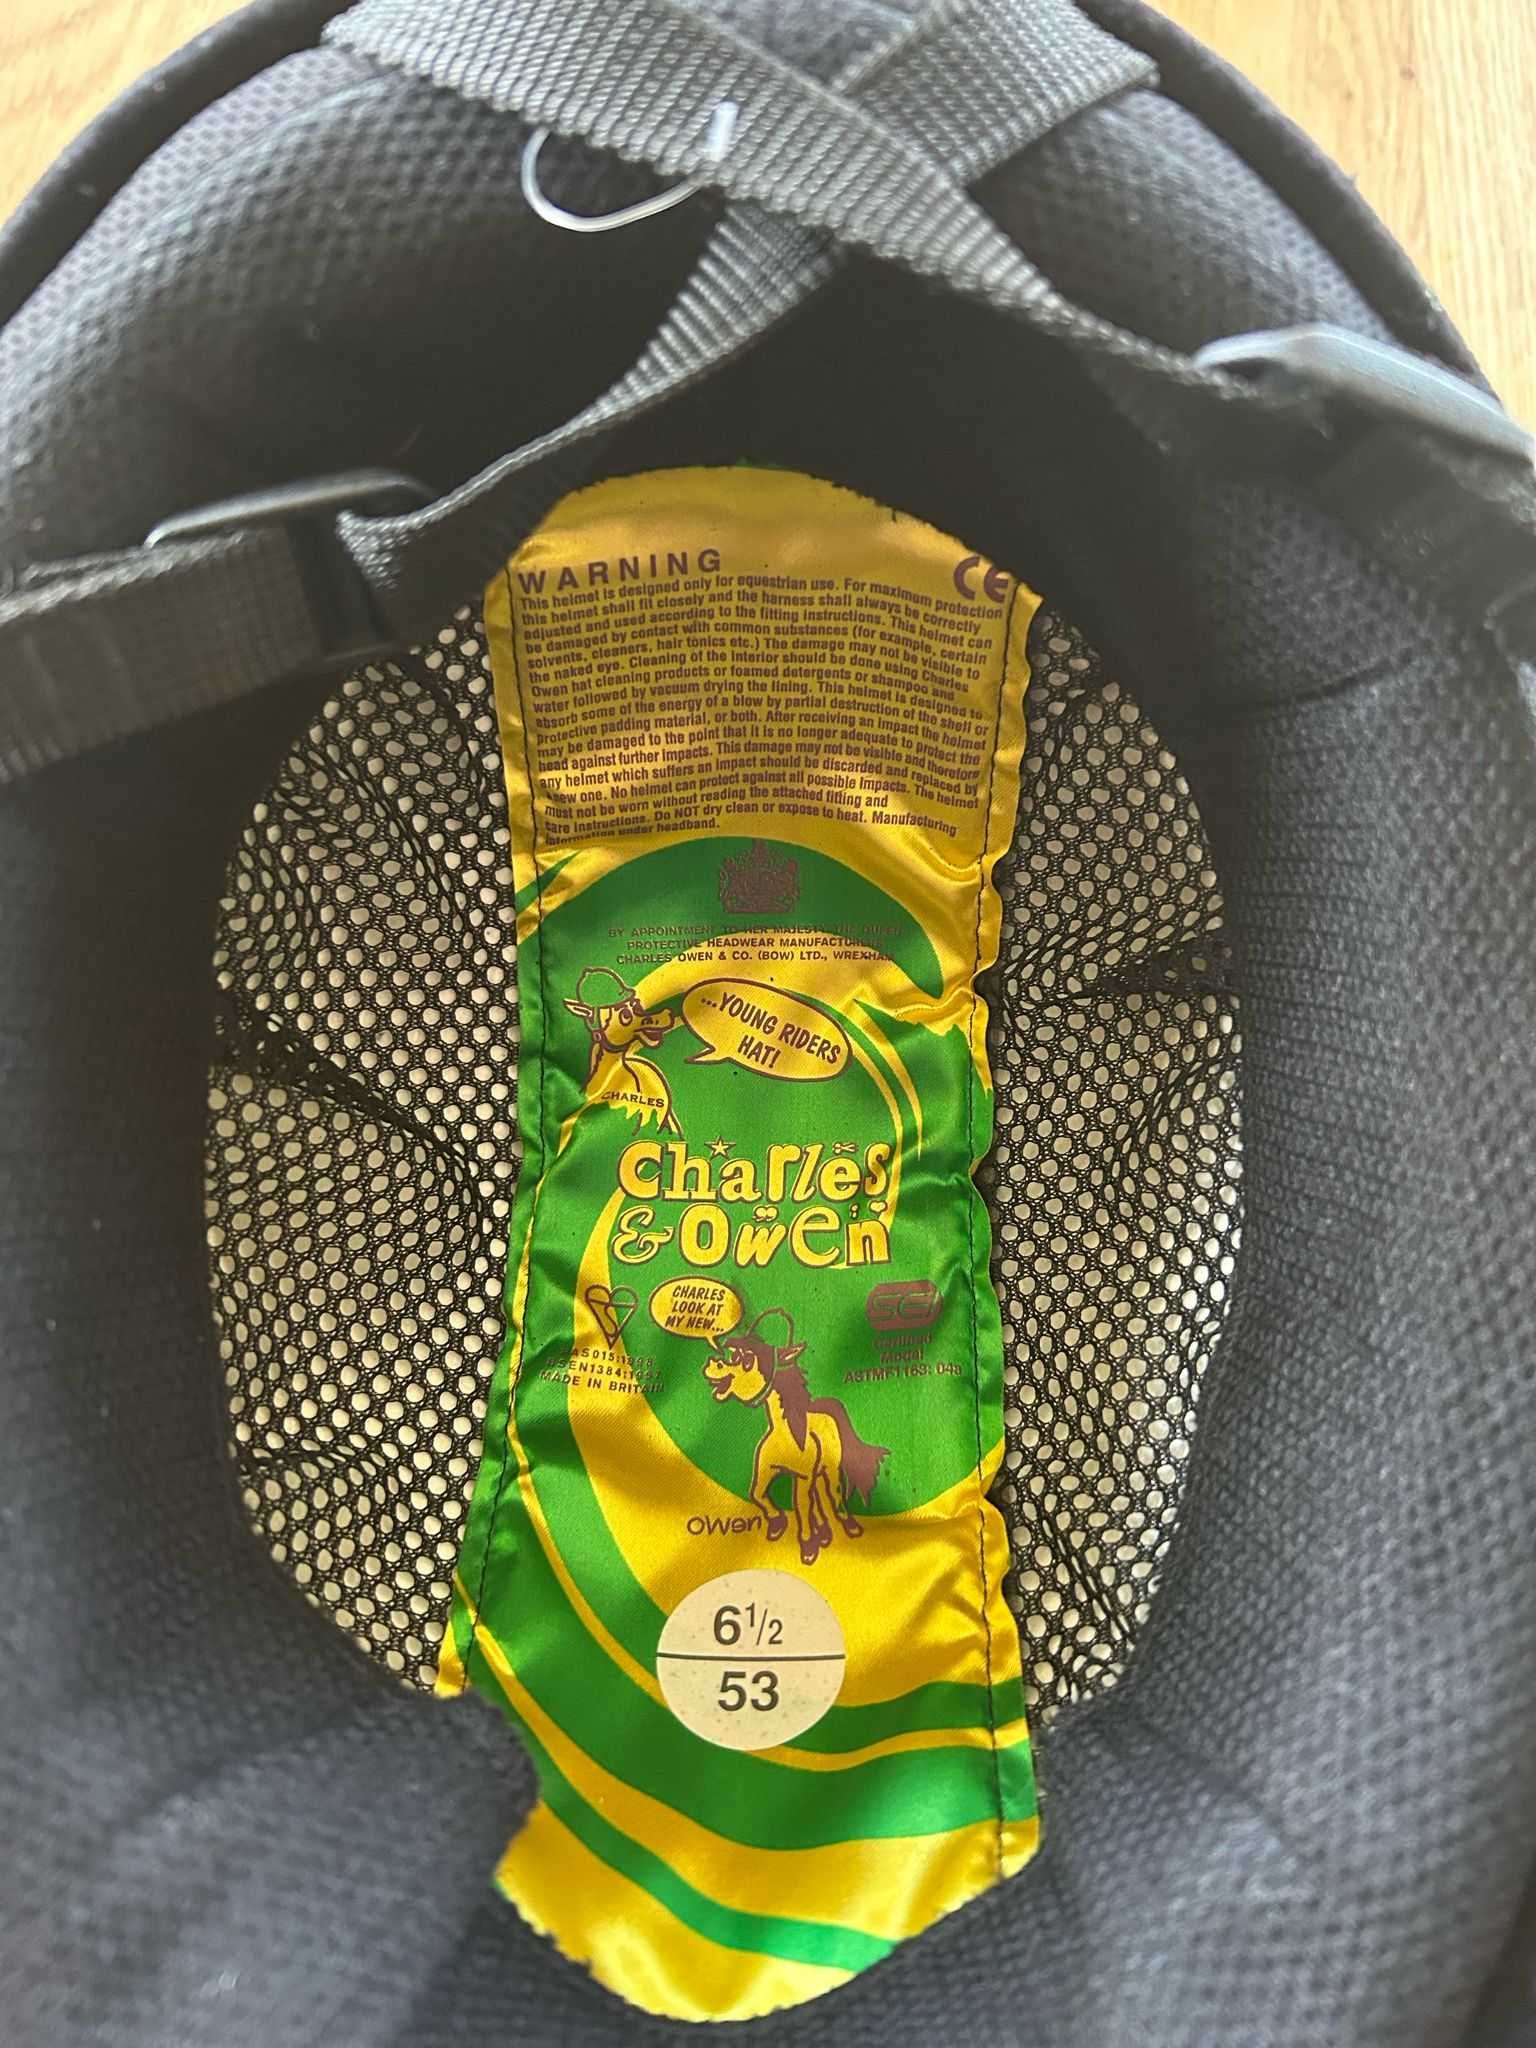 WARNING
CE
This helmet is designed only for equestrian use. For maximum protection
this helmet shall fit closely and the harness shall always be correctly
adjusted and used according to the fitting instructions. This helmet can
be damaged by contact with common substances (for example, certain
solvents, cleaners, hair tonics etc.) The damage may not be visible to
the naked eye. Cleaning of the interior should be done using Charles
Owen hat cleaning products or foamed detergents or shampoo and
water followed by vacuum drying the lining. This helmet is designed to
absorb some of the energy of a blow by partial destruction of the shell or
protective padding material, or both. After receiving an impact the helmet
may be damaged to the point that it is no longer adequate to protect the
head against further impacts. This damage may not be visible and therefore
any helmet which suffers an impact should be discarded and replaced by
a new one. No helmet can protect against all possible impacts. The helmet
must not be worn without reading the attached fitting and
care instructions. Do NOT dry clean or expose to heat. Manufacturing
information under headband.
BY APPOINTMENT TO HER MAJESTY THE QUEEN
PROTECTIVE HEADWEAR MANUFACTURERS
CHARLES OWEN & CO. (BOW) LTD., WREXHAM
...YOUNG RIDERS
HAT!
CHARLES
Charles
& Owen
CHARLES
LOOK AT
MY NEW...
SEI
Certified
Model
ASTMF1163: 04a
PAS015:1998
BSEN1384:1997
MADE IN BRITAIN
owen
6 1/2
53